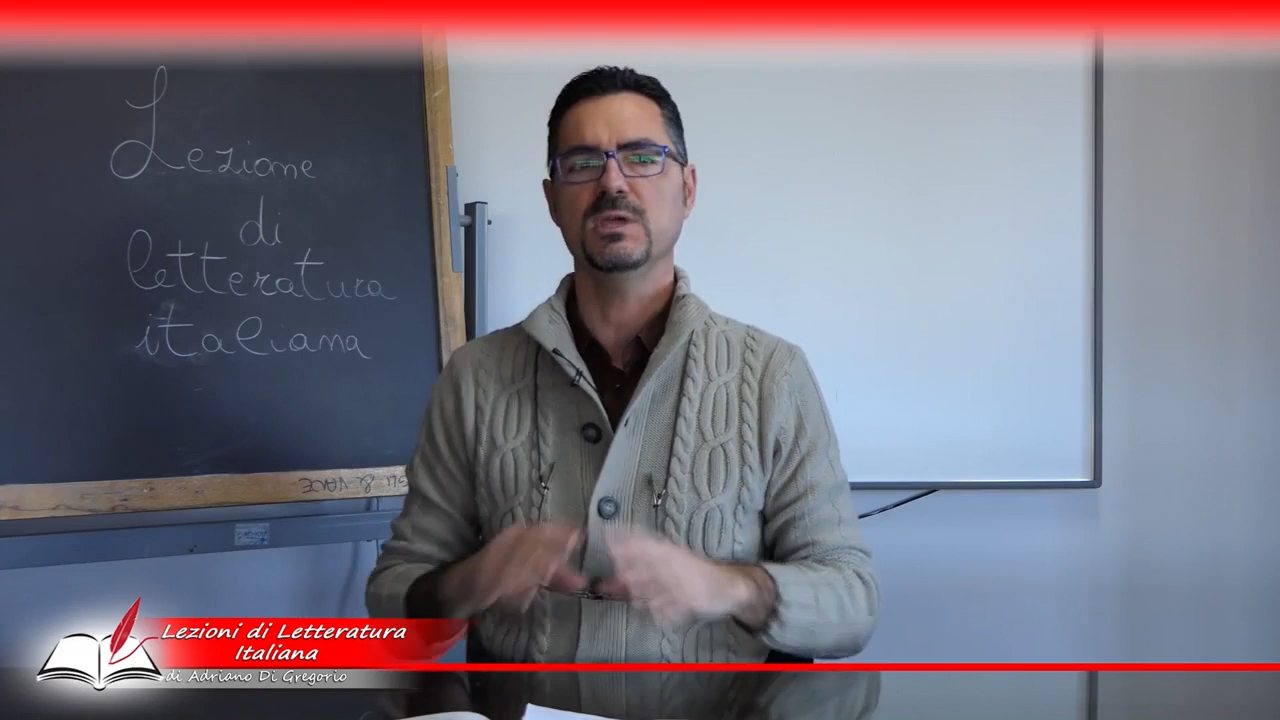 Lezione
di
letteratura
italiana
Lezioni di Letteratura
Italiana
di Adriano Di Gregorio